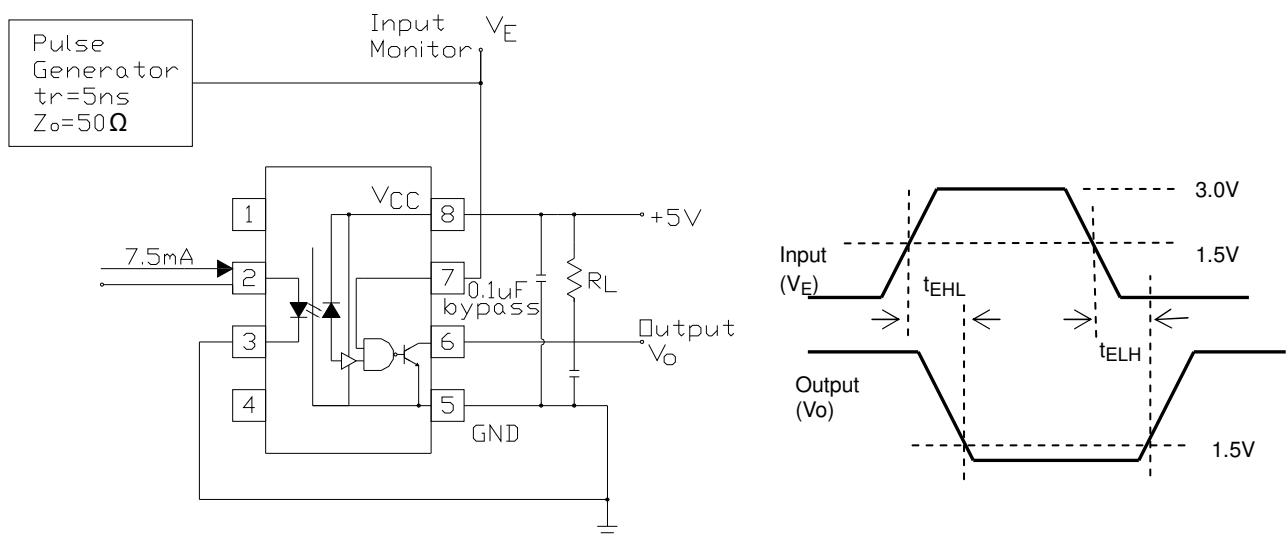 Pulse
Generator
tr=5ns
Zo=50Ω
Input
Monitor
VE
VCC
1
2
3
4
8
7
6
5
7.5mA
+5V
0.1uF
bypass
RL
Output
Vo
GND
Input
(VE)
3.0V
1.5V
tEHL
tELH
Output
(Vo)
1.5V